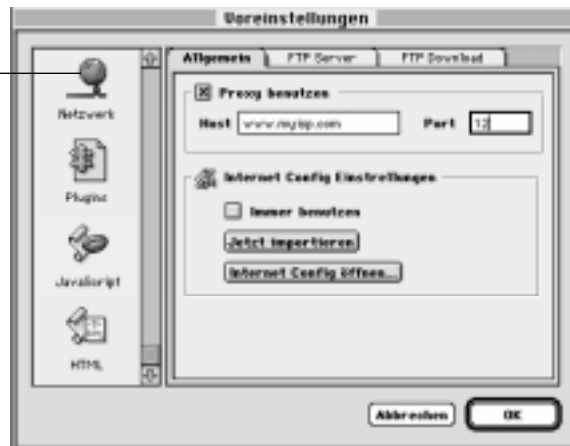 Voreinstellungen
Allgemein
FTP Server
FTP Download
Netzwerk
Plugins
JavaScript
HTML
Proxy benutzen
Host www.myisp.com Port 12
Internet Config Einstrellungen
Immer benutzen
Jetzt importieren
Internet Config öffnen...
Abbrechen
OK